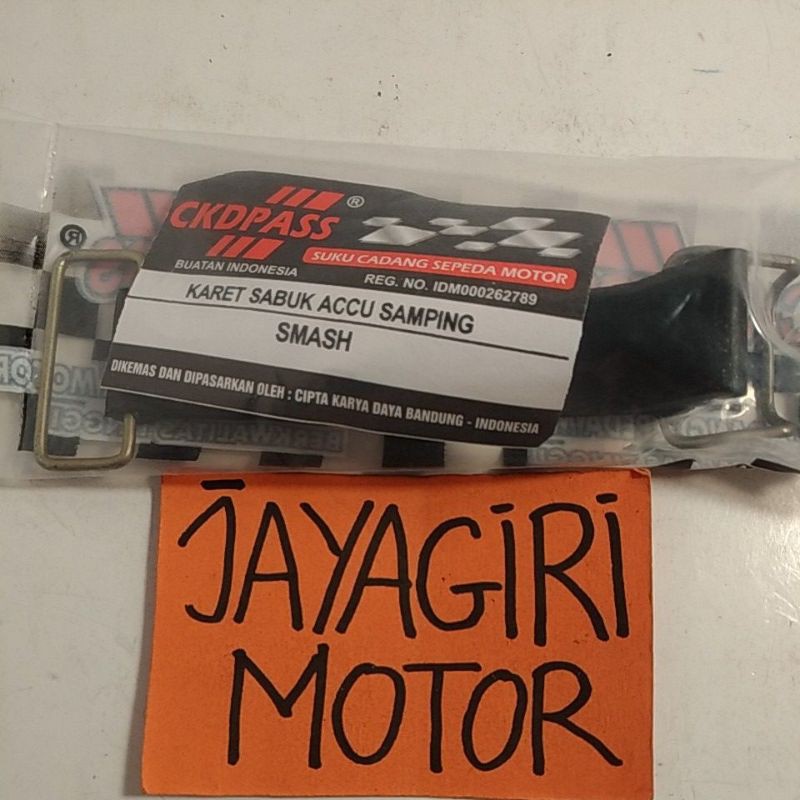 CKDPASS®
BUATAN INDONESIA
SUKU CADANG SEPEDA MOTOR
REG. NO. IDM000262789
KARET SABUK ACCU SAMPING
SMASH
DIKEMAS DAN DIPASARKAN OLEH : CIPTA KARYA DAYA BANDUNG - INDONESIA
BERKWALITAS
JAYAGIRI
MOTOR